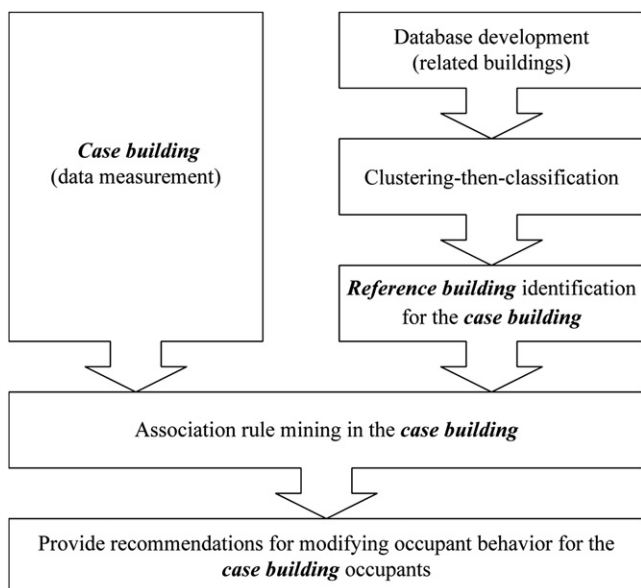 Case building
(data measurement)
Database development
(related buildings)
Clustering-then-classification
Reference building identification
for the case building
Association rule mining in the case building
Provide recommendations for modifying occupant behavior for the
case building occupants